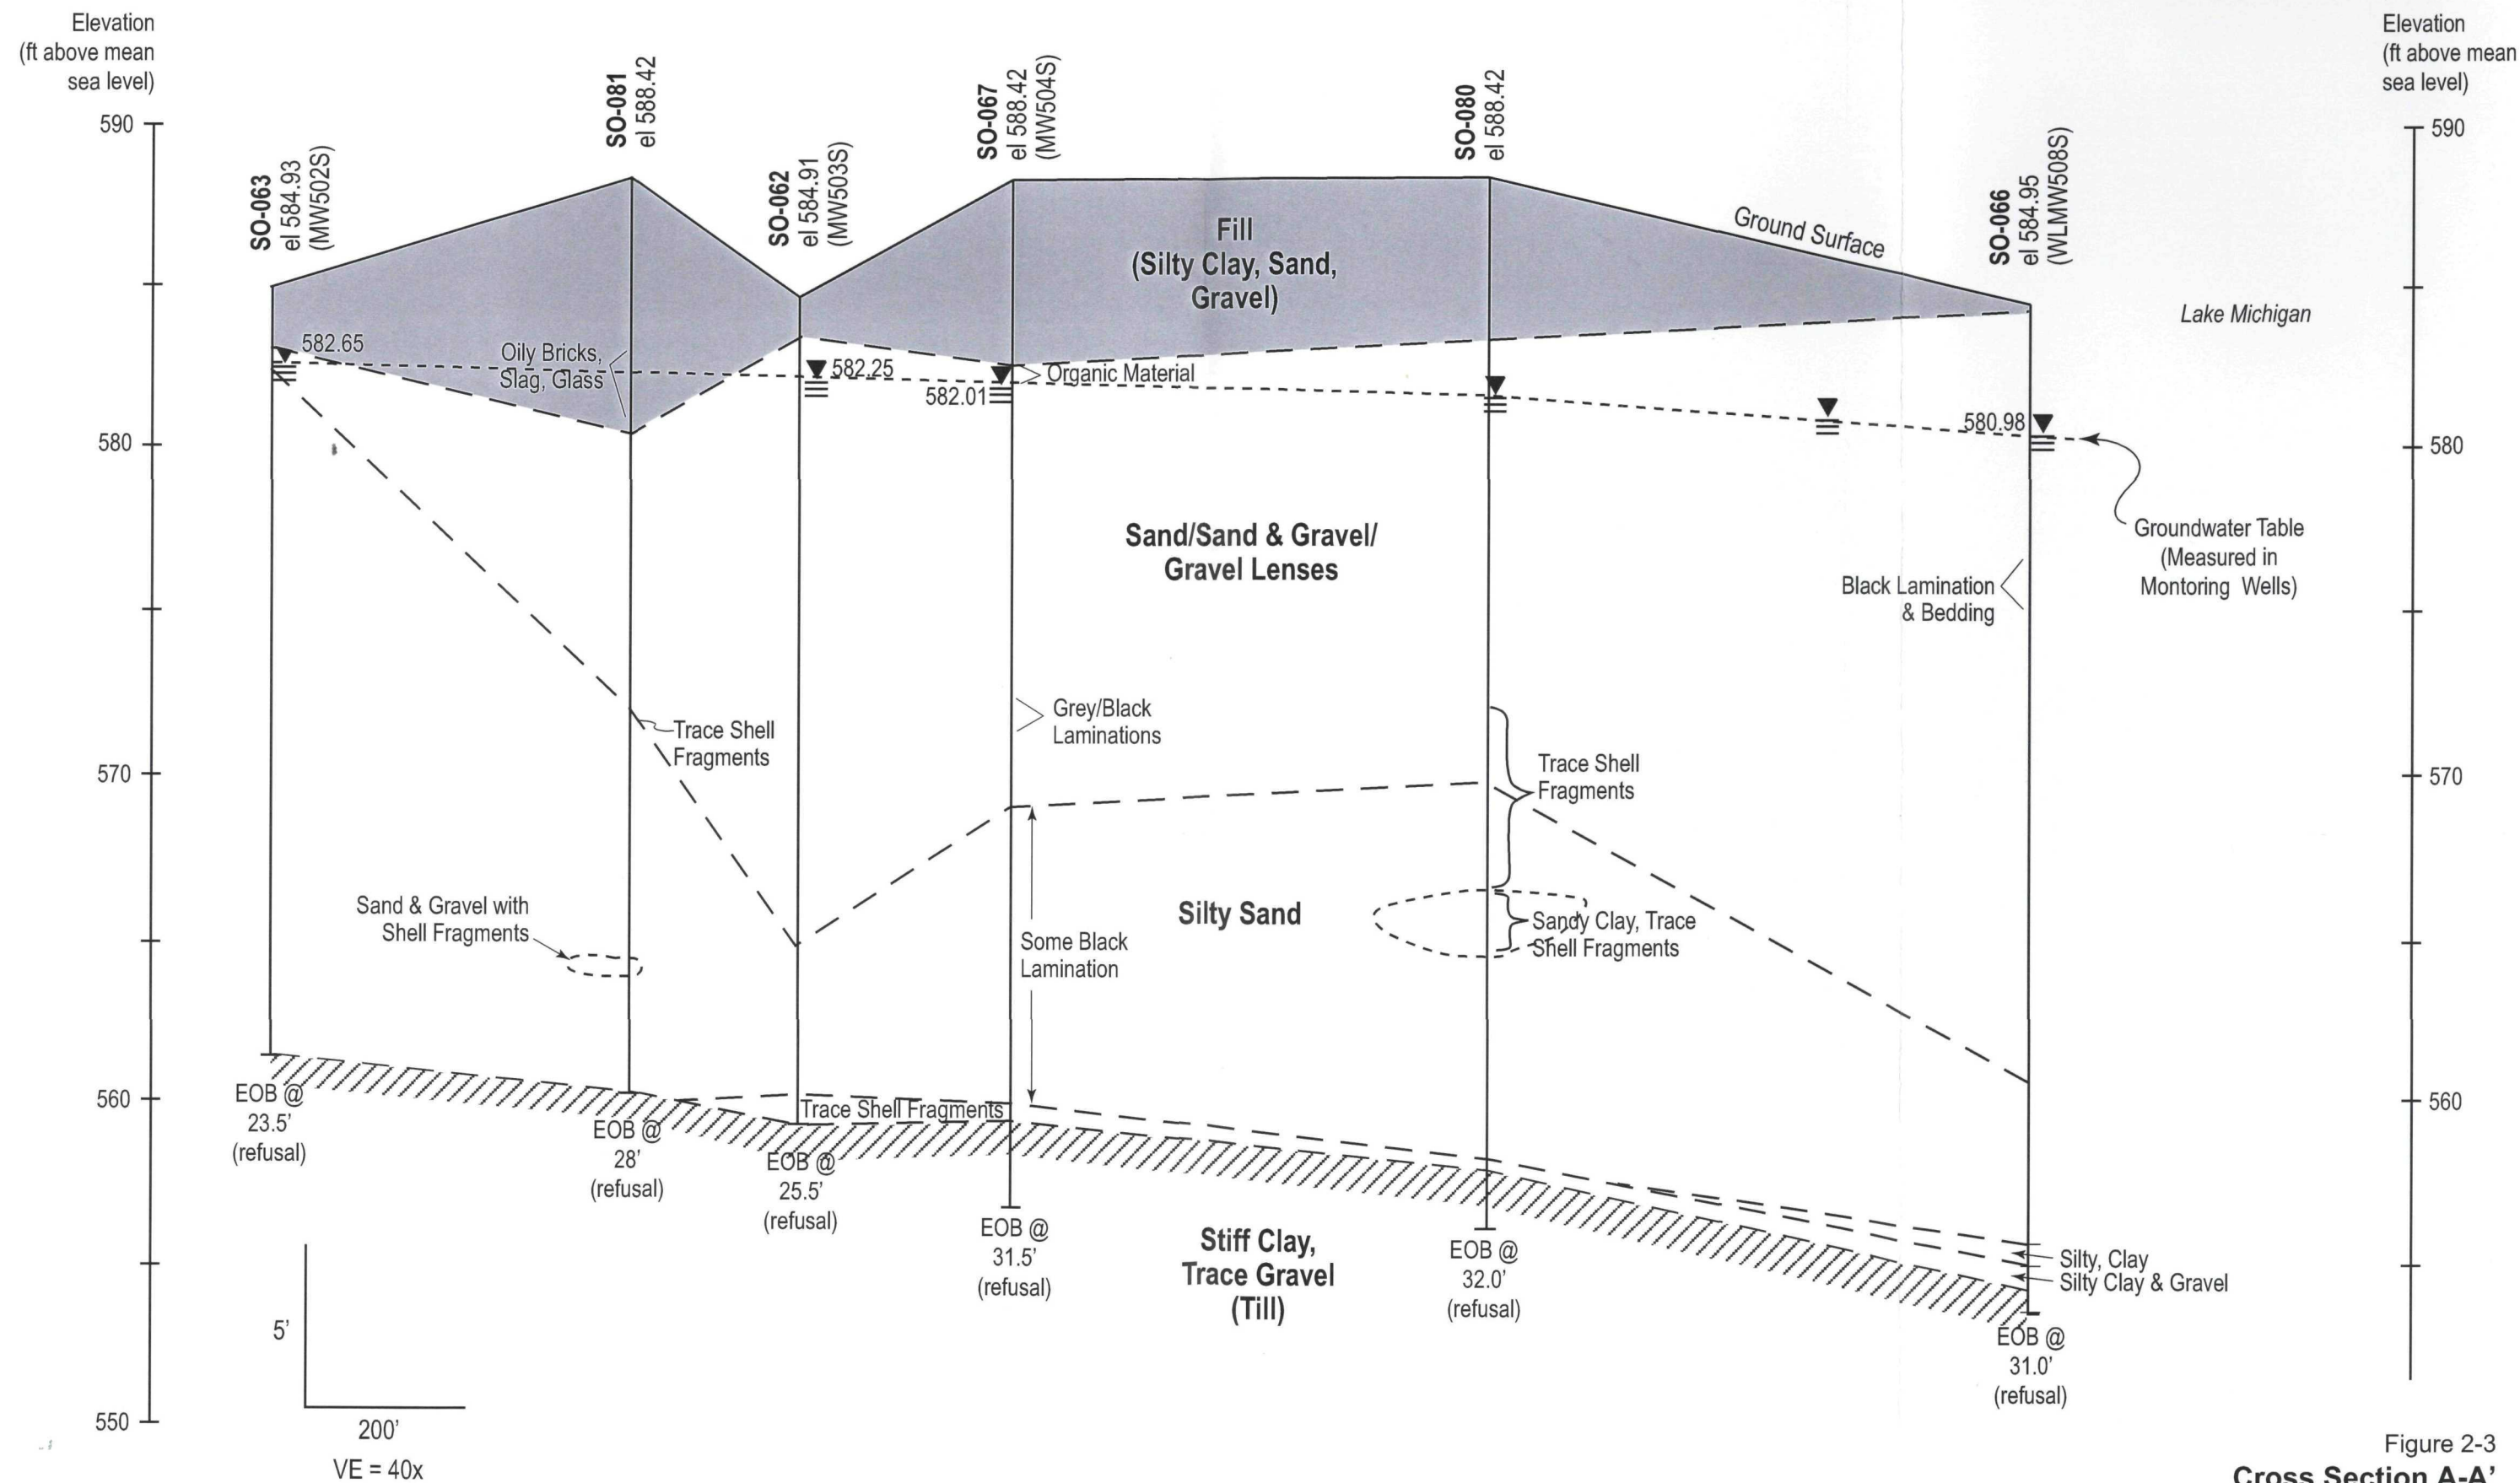 Elevation
(ft above mean
sea level)
Elevation
(ft above mean
sea level)
590
580
570
560
550
590
580
570
560
SO-063
el 584.93
(MW502S)
SO-081
el 588.42
SO-062
el 584.91
(MW503S)
SO-067
el 588.42
(MW504S)
SO-080
el 588.42
SO-066
el 584.95
(WLMW508S)
Fill
(Silty Clay, Sand,
Gravel)
Ground Surface
Lake Michigan
582.65
Oily Bricks,
Slag, Glass
582.25
582.01
Organic Material
580.98
Groundwater Table
(Measured in
Montoring Wells)
Sand/Sand & Gravel/
Gravel Lenses
Black Lamination
& Bedding
Trace Shell
Fragments
Grey/Black
Laminations
Trace Shell
Fragments
Sand & Gravel with
Shell Fragments
Some Black
Lamination
Silty Sand
Sandy Clay, Trace
Shell Fragments
Trace Shell Fragments
EOB @
23.5’
(refusal)
EOB @
28’
(refusal)
EOB @
25.5’
(refusal)
EOB @
31.5’
(refusal)
Stiff Clay,
Trace Gravel
(Till)
EOB @
32.0’
(refusal)
Silty, Clay
Silty Clay & Gravel
EOB @
31.0’
(refusal)
5’
200’
VE = 40x
Figure 2-3
Cross Section A-A’